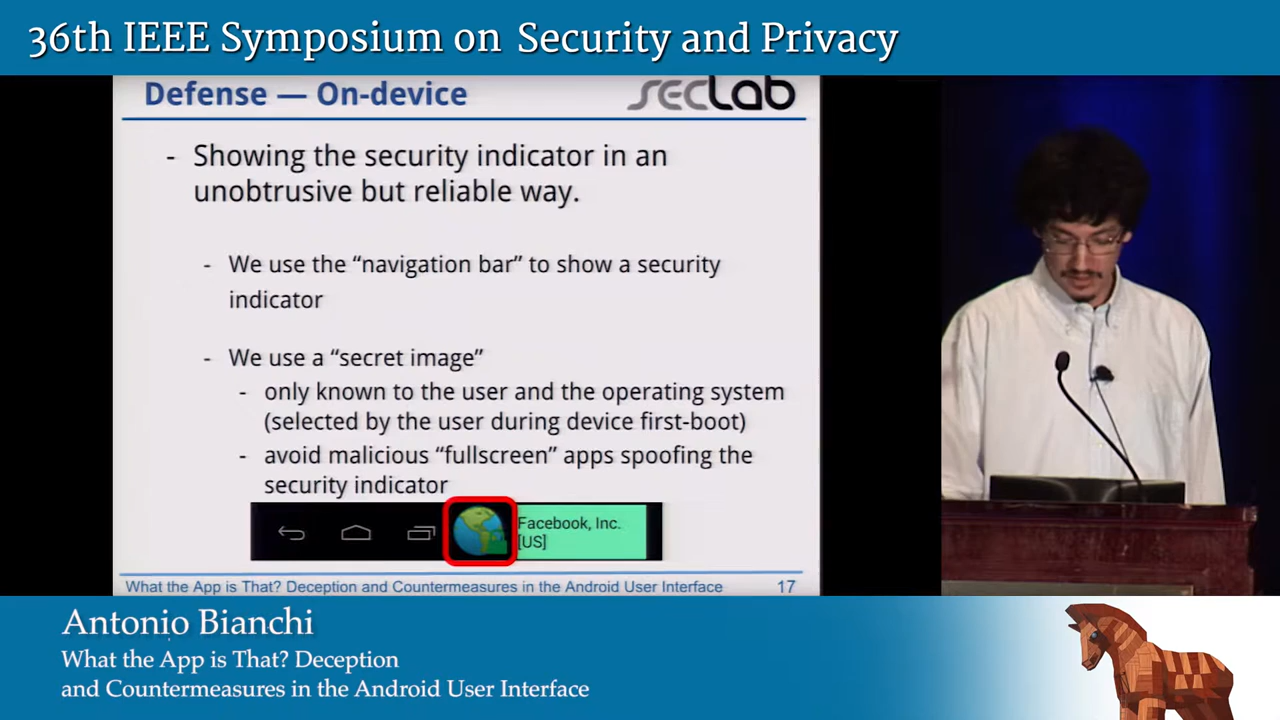 36th IEEE Symposium on Security and Privacy
Defense — On-device
seclab
- Showing the security indicator in an
unobtrusive but reliable way.
- We use the “navigation bar” to show a security
indicator
- We use a “secret image”
- only known to the user and the operating system
(selected by the user during device first-boot)
- avoid malicious “fullscreen” apps spoofing the
security indicator
Facebook, Inc.
[US]
What the App is That? Deception and Countermeasures in the Android User Interface 17
Antonio Bianchi
What the App is That? Deception
and Countermeasures in the Android User Interface